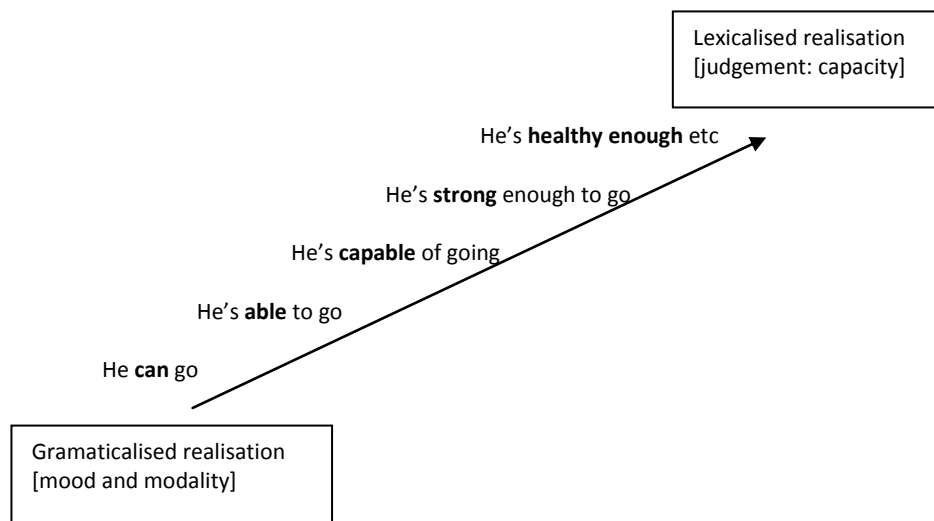 Lexicalised realisation
[judgement: capacity]
He's healthy enough etc
He's strong enough to go
He's capable of going
He's able to go
He can go
Gramaticalised realisation
[mood and modality]